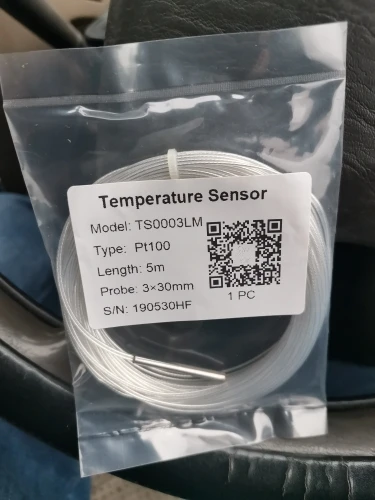 Temperature Sensor
Model: TS0003LM
Type: Pt100
Length: 5m
Probe: 3×30mm
S/N: 190530HF
1 PC